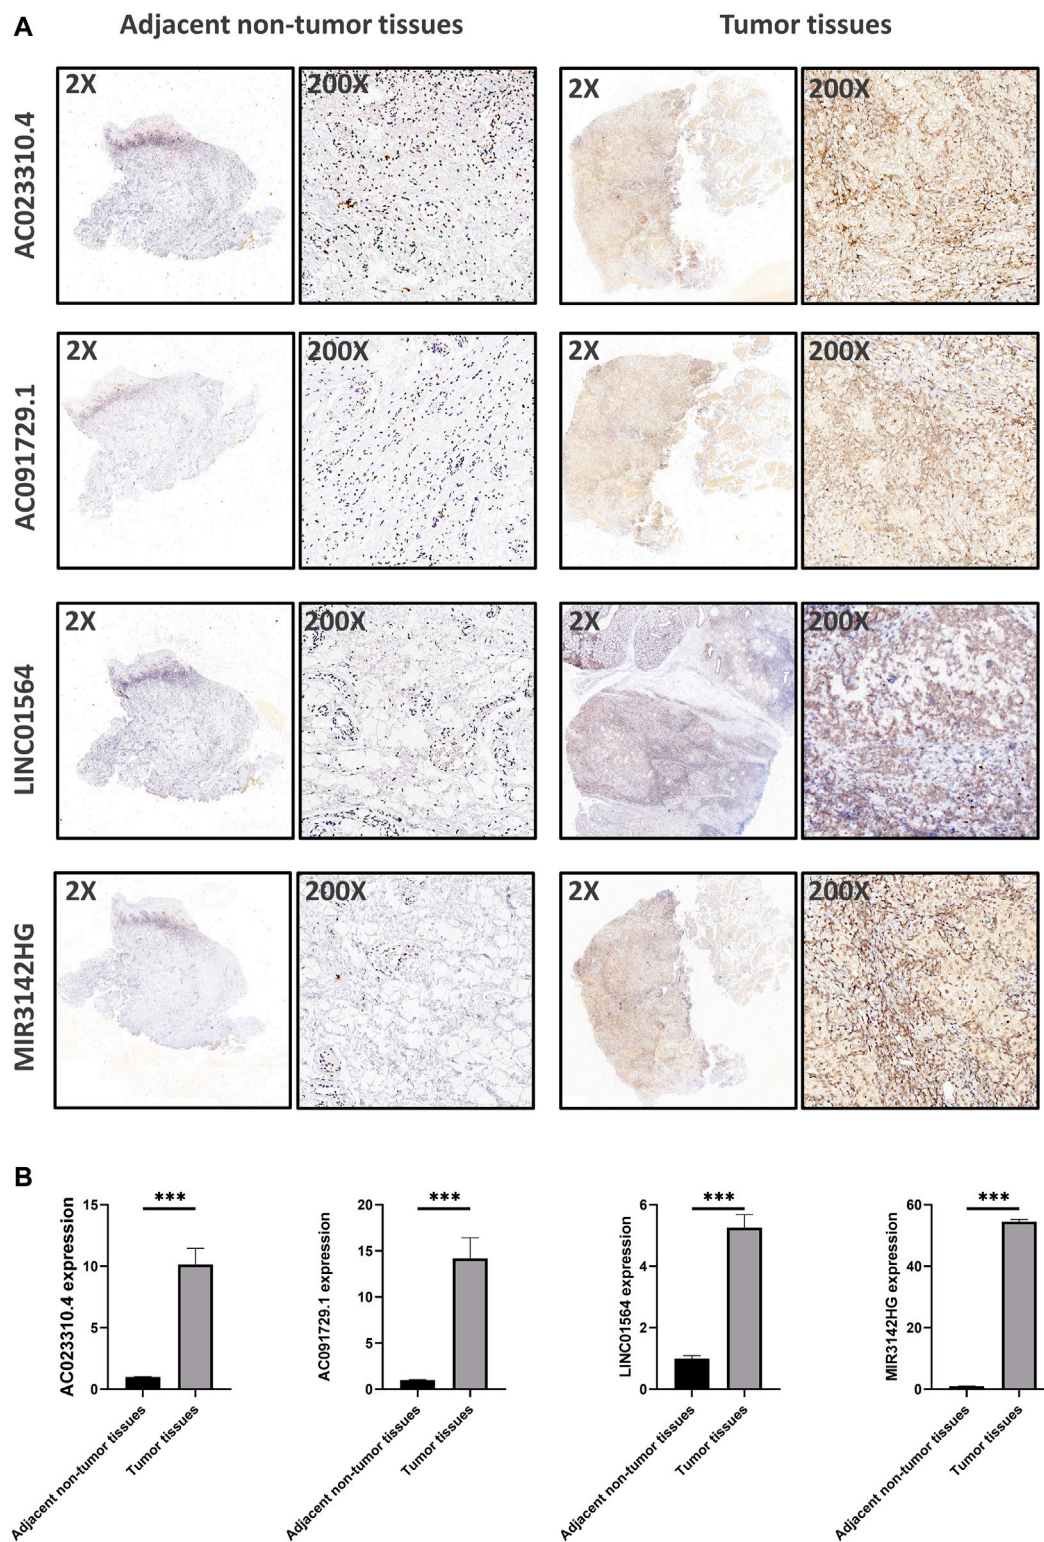 A
Adjacent non-tumor tissues
Tumor tissues
AC023310.4
2X
200X
2X
200X
AC091729.1
2X
200X
2X
200X
LINC01564
2X
200X
2X
200X
MIR3142HG
2X
200X
2X
200X
B
AC023310.4 expression
***
15
10
5
0
Adjacent non-tumor tissues
Tumor tissues
AC091729.1 expression
***
20
15
10
5
0
Adjacent non-tumor tissues
Tumor tissues
LINC01564 expression
***
6
4
2
0
Adjacent non-tumor tissues
Tumor tissues
MIR3142HG expression
***
60
40
20
0
Adjacent non-tumor tissues
Tumor tissues